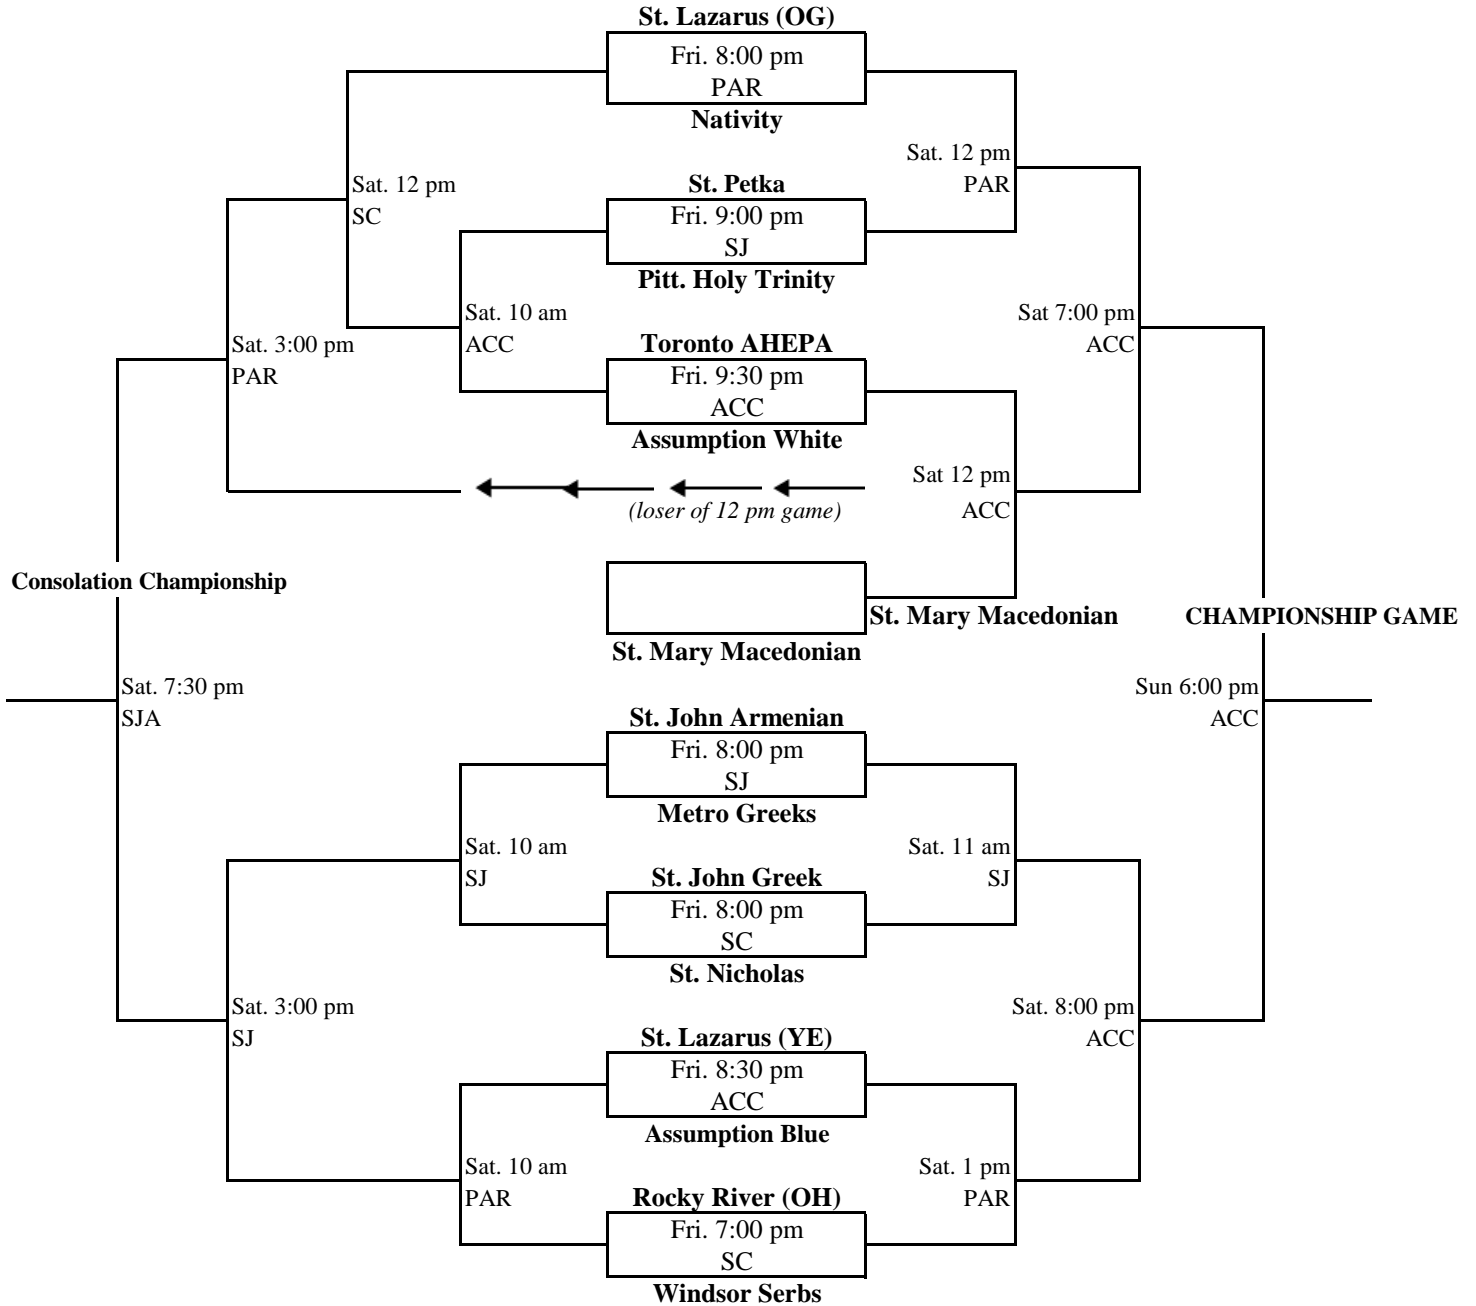 St. Lazarus (OG)
Fri. 8:00 pm
PAR
Nativity
Sat. 12 pm
PAR
Sat. 12 pm
SC
St. Petka
Fri. 9:00 pm
SJ
Pitt. Holy Trinity
Sat. 10 am
ACC
Sat 7:00 pm
ACC
Sat. 3:00 pm
PAR
Toronto AHEPA
Fri. 9:30 pm
ACC
Assumption White
Sat 12 pm
ACC
(loser of 12 pm game)
Consolation Championship
St. Mary Macedonian
CHAMPIONSHIP GAME
St. Mary Macedonian
Sat. 7:30 pm
SJA
Sun 6:00 pm
ACC
St. John Armenian
Fri. 8:00 pm
SJ
Metro Greeks
Sat. 10 am
SJ
Sat. 11 am
SJ
St. John Greek
Fri. 8:00 pm
SC
St. Nicholas
Sat. 3:00 pm
SJ
Sat. 8:00 pm
ACC
St. Lazarus (YE)
Fri. 8:30 pm
ACC
Assumption Blue
Sat. 10 am
PAR
Sat. 1 pm
PAR
Rocky River (OH)
Fri. 7:00 pm
SC
Windsor Serbs